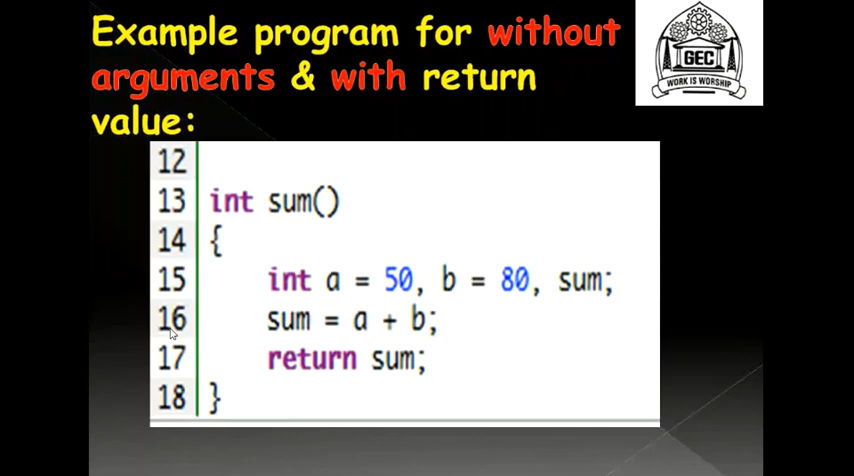 Example program for without
arguments & with return
value:
GEC
WORK IS WORSHIP
12
13 int sum()
14 {
15 int a = 50, b = 80, sum;
16 sum = a + b;
17 return sum;
18 }